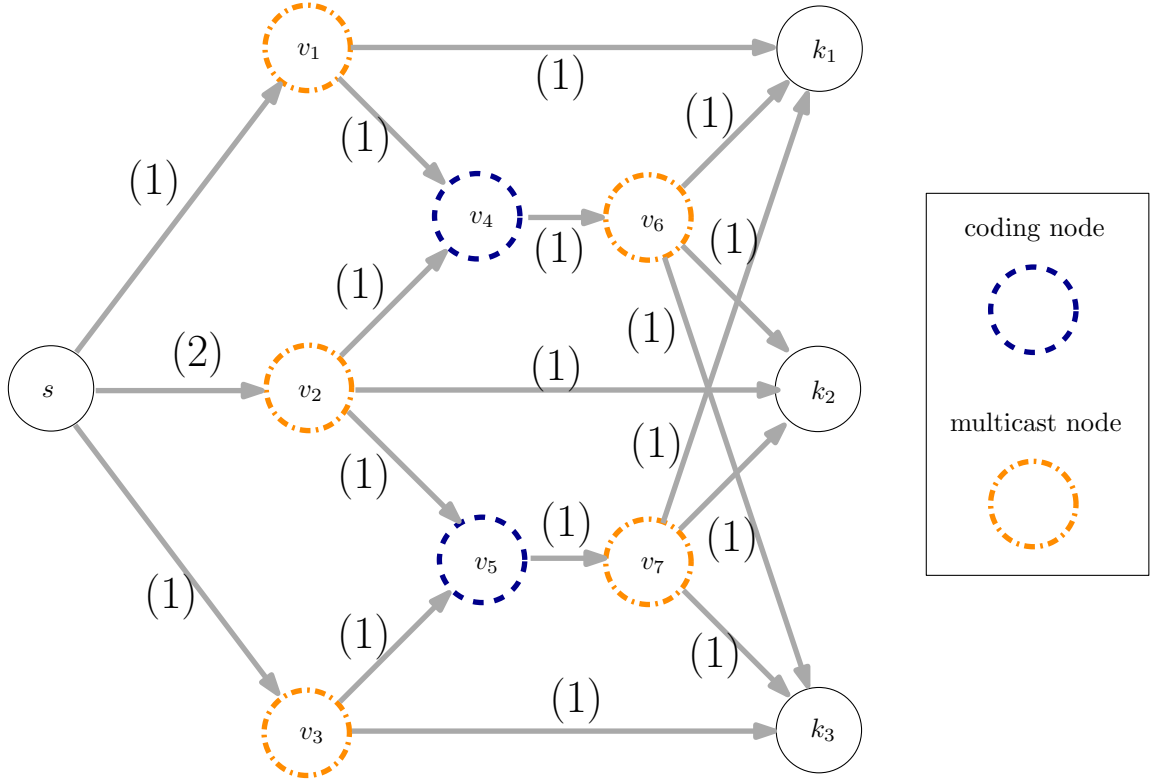 v1
k1
(1)
(1)
(1)
(1)
v4
v6
(1)
(1)
(1)
(1)
(2)
(1)
s
v2
k2
(1)
(1)
(1)
(1)
(1)
v5
v7
(1)
(1)
(1)
(1)
v3
k3
coding node
multicast node